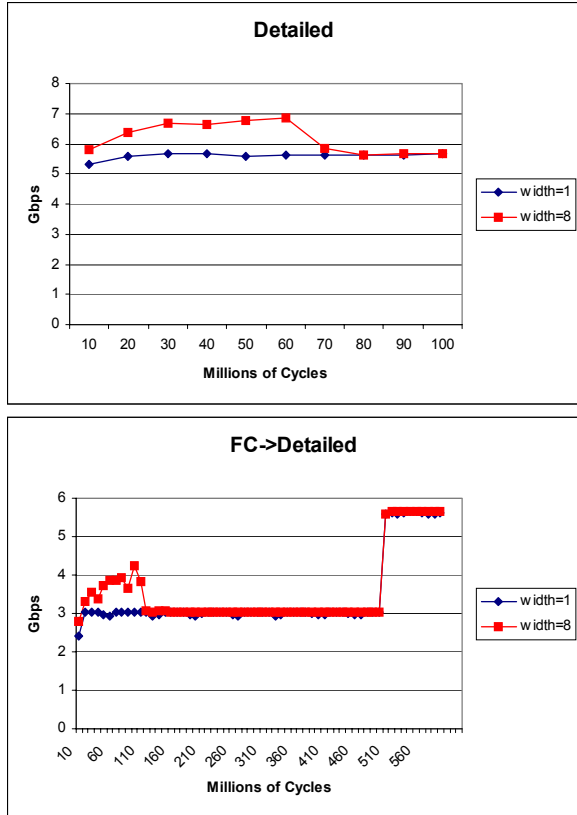 Detailed
8
7
6
5
4
3
2
1
0
Gbps
10 20 30 40 50 60 70 80 90 100
Millions of Cycles
width=1
width=8
FC->Detailed
6
5
4
3
2
1
0
Gbps
10 60 110 160 210 260 310 360 410 460 510 560
Millions of Cycles
width=1
width=8